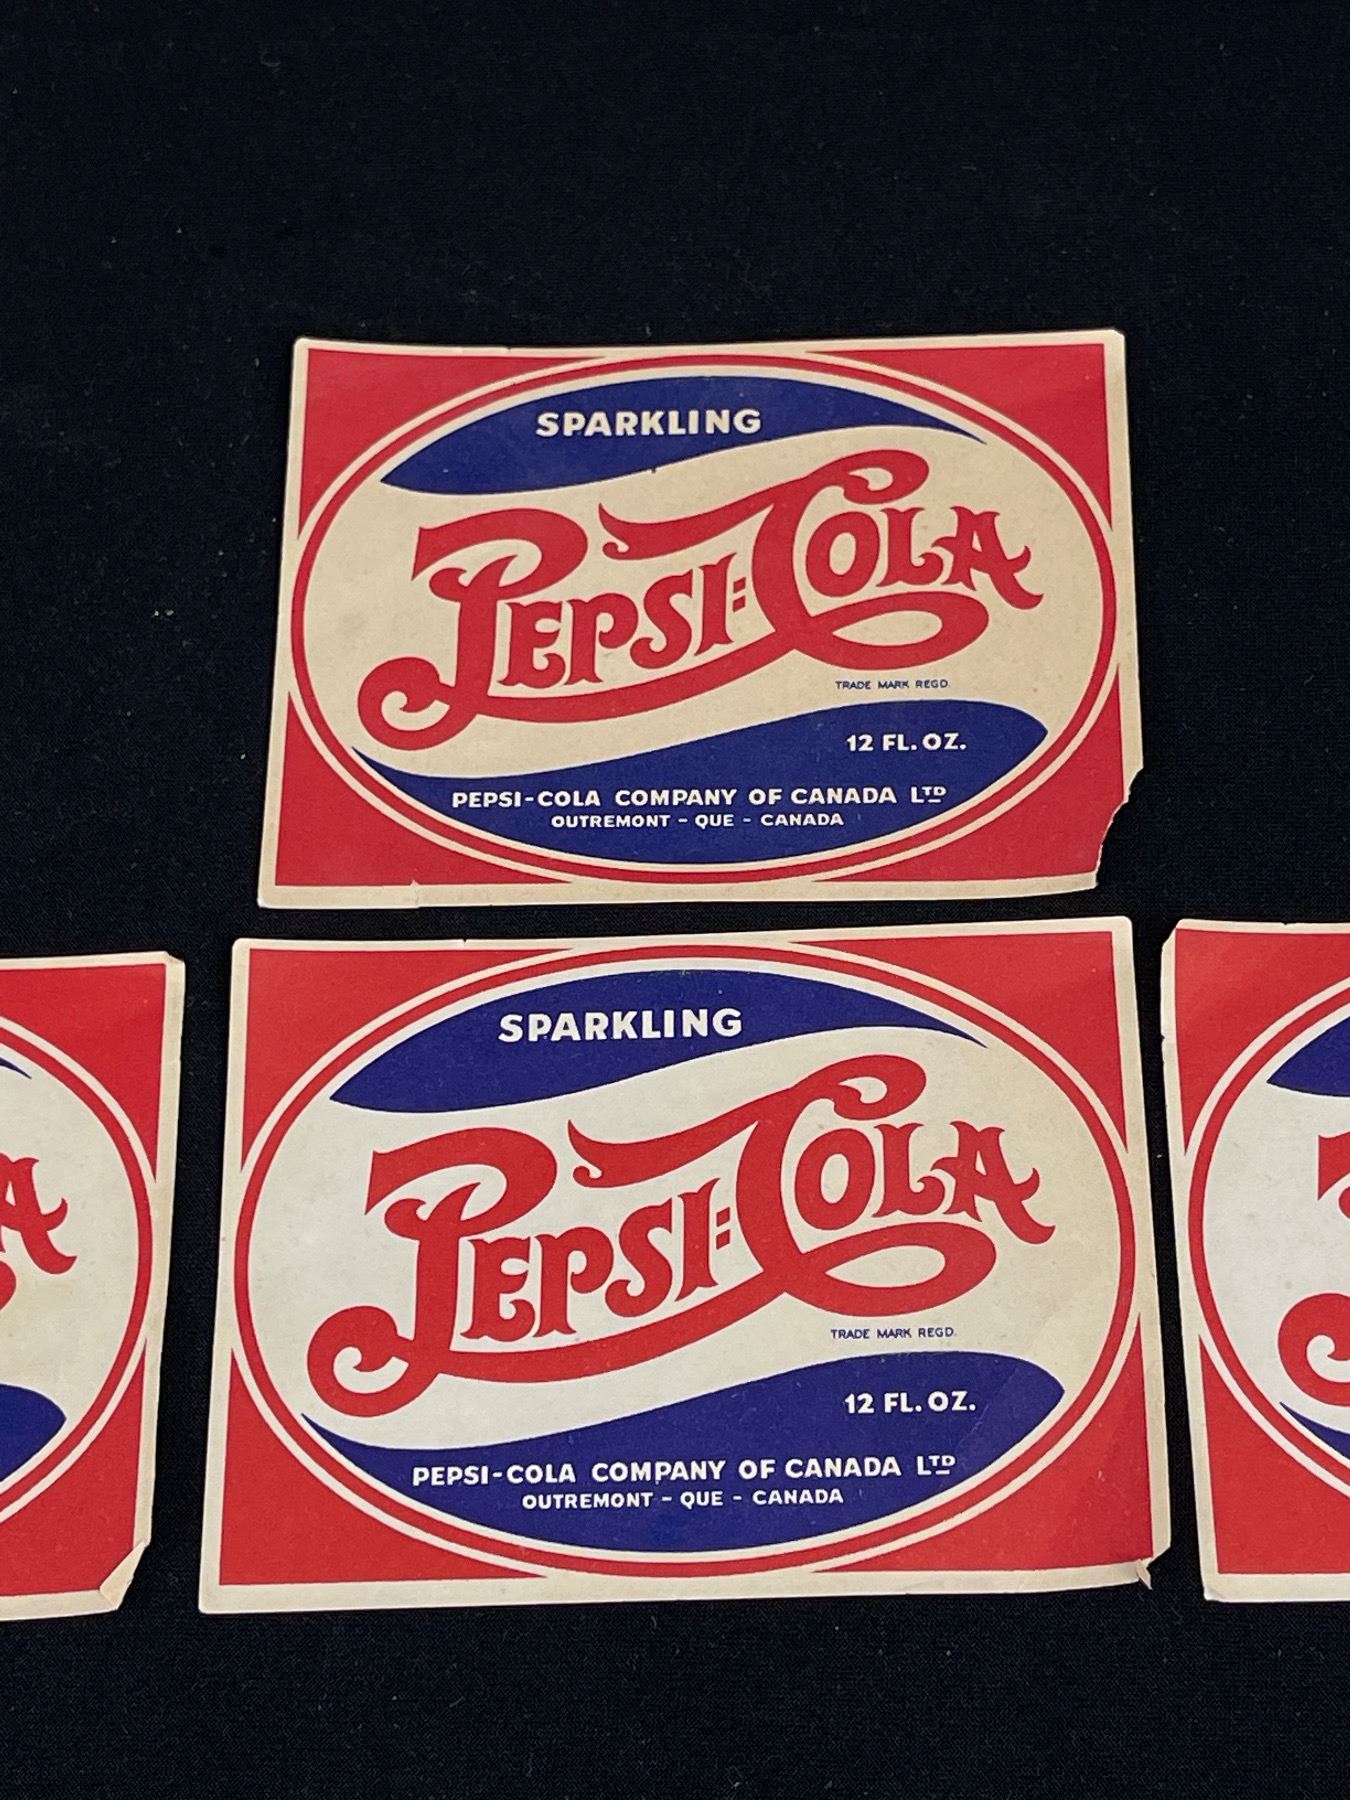 SPARKLING
PEPSI=COLA
TRADE MARK REGD.
12 FL. OZ.
PEPSI-COLA COMPANY OF CANADA LTD
OUTREMONT - QUE - CANADA
SPARKLING
PEPSI=COLA
TRADE MARK REGD.
12 FL. OZ.
PEPSI-COLA COMPANY OF CANADA LTD
OUTREMONT - QUE - CANADA
LA